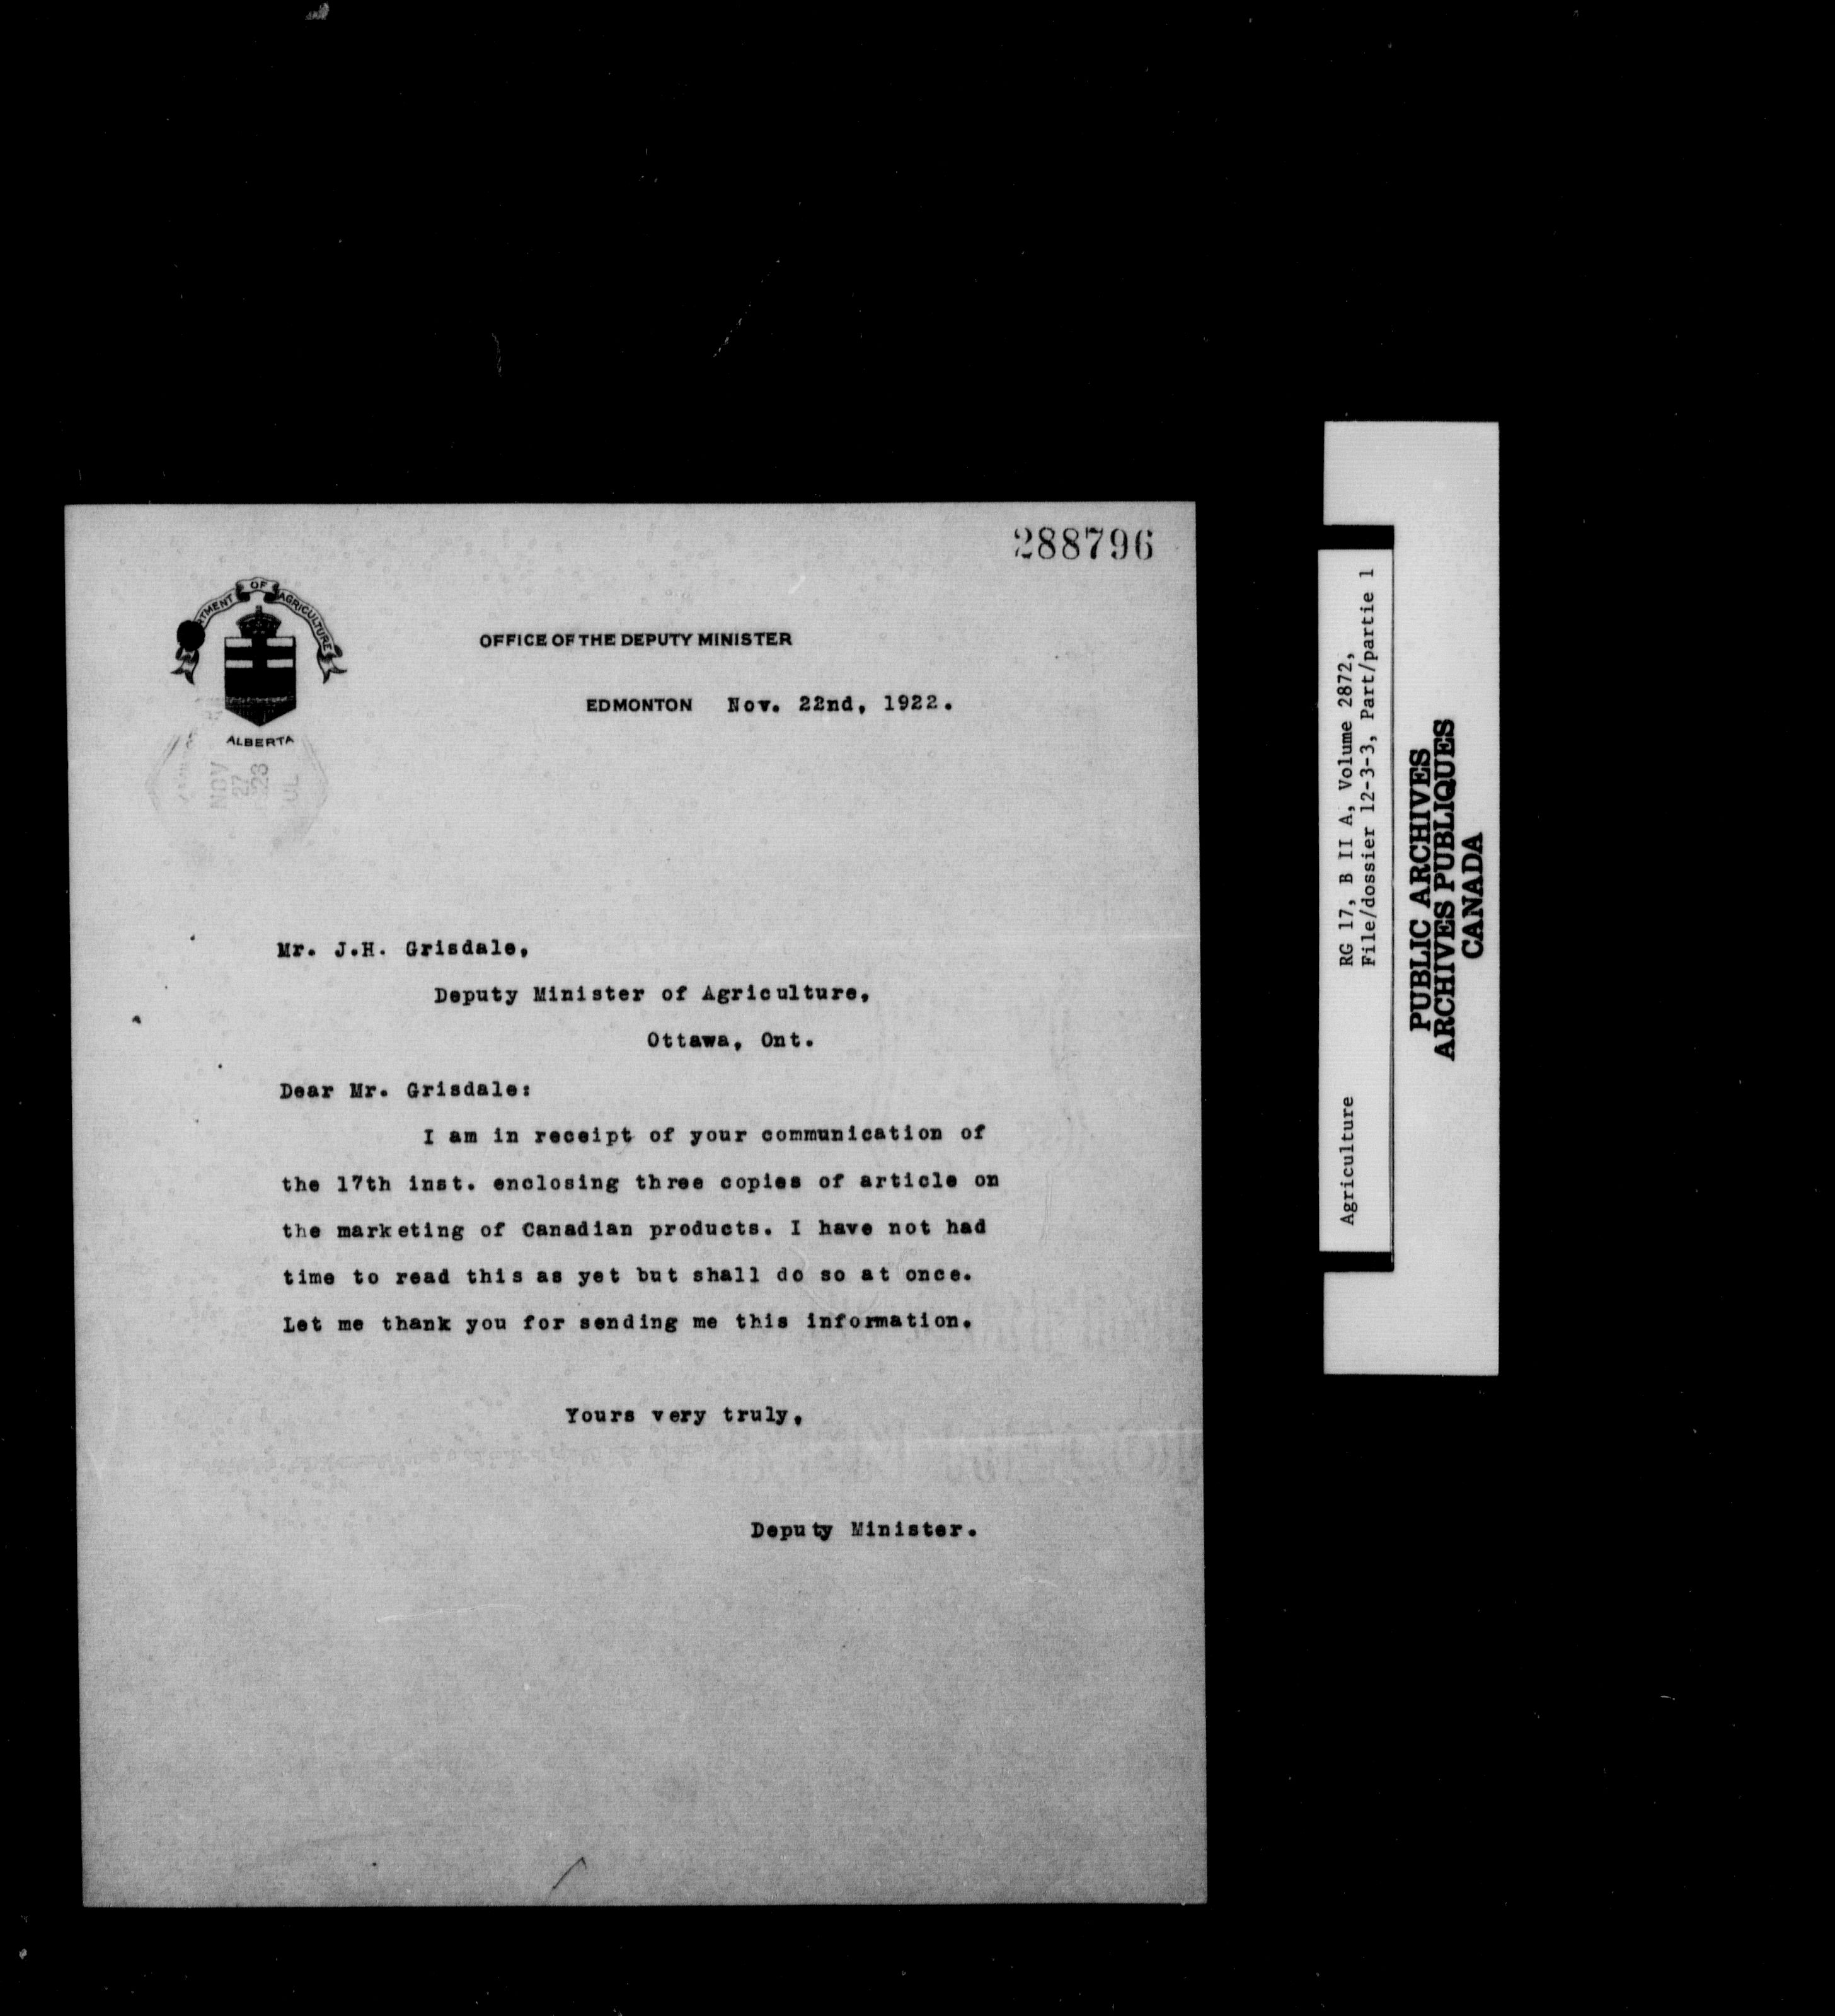 288796
OF
AGRICULTURE
ALBERTA
OFFICE OF THE DEPUTY MINISTER
EDMONTON Nov. 22nd, 1922.
NOV
27
Mr. J.H. Grisdale,
Deputy Minister of Agriculture,
Ottawa, Ont.
Dear Mr. Grisdale:
I am in receipt of your communication of
the 17th inst. enclosing three copies of article on
the marketing of Canadian products. I have not had
time to read this as yet but shall do so at once.
Let me thank you for sending me this information.
Yours very truly,
Deputy Minister.
Agriculture RG 17, B II A, Volume 2872,
File/dossier 12-3-3, Part/partie 1
PUBLIC ARCHIVES
ARCHIVES PUBLIQUES
CANADA